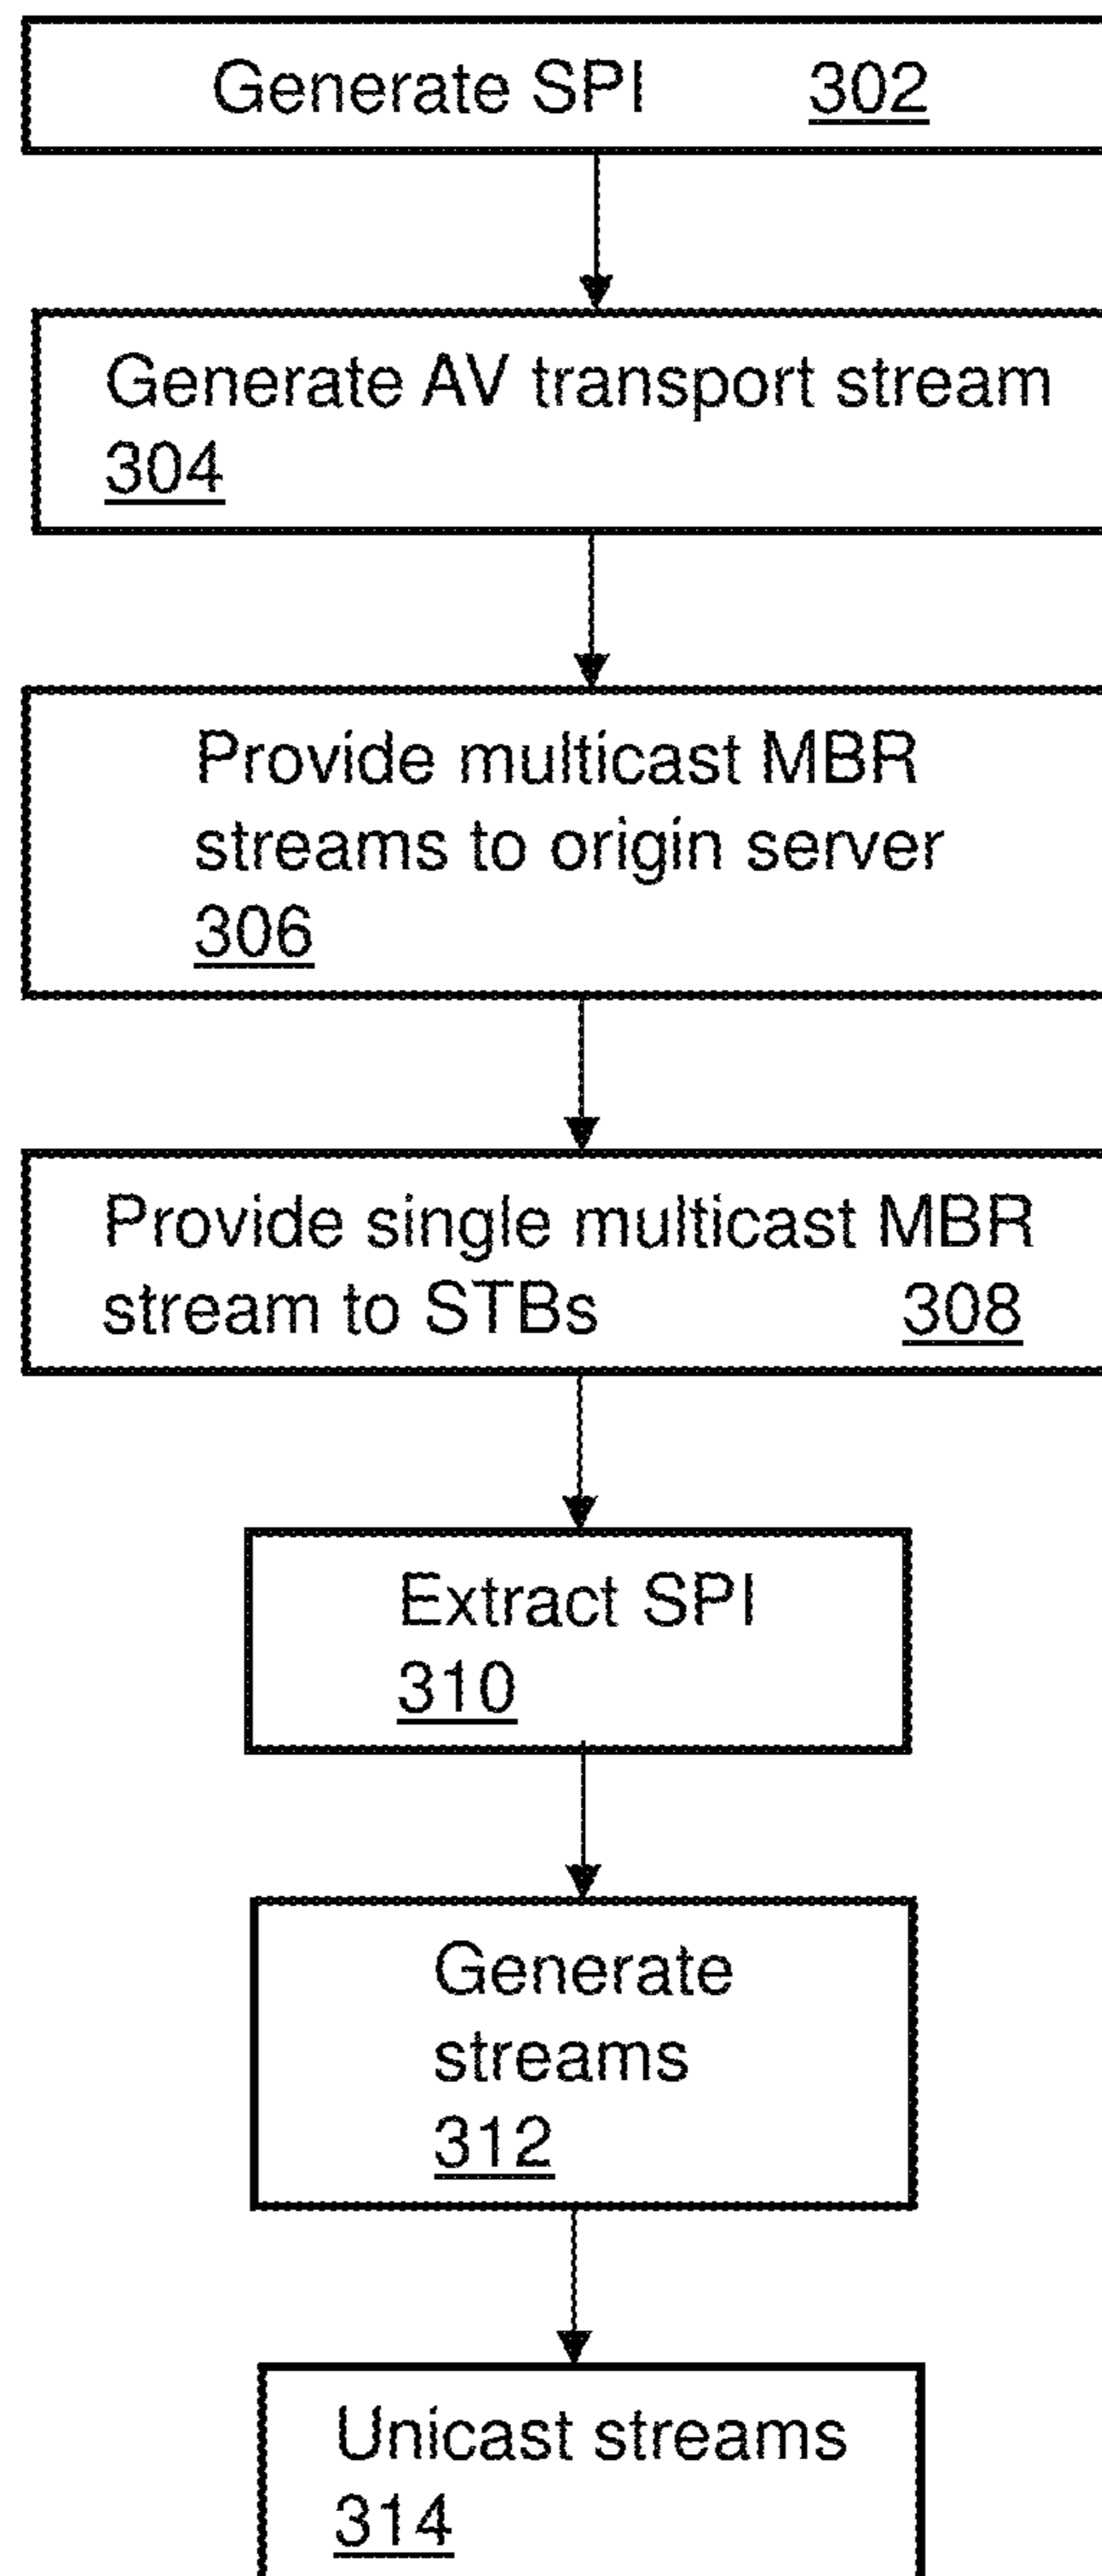 Generate SPI 302
Generate AV transport stream
304
Provide multicast MBR
streams to origin server
306
Provide single multicast MBR
stream to STBs 308
Extract SPI
310
Generate
streams
312
Unicast streams
314